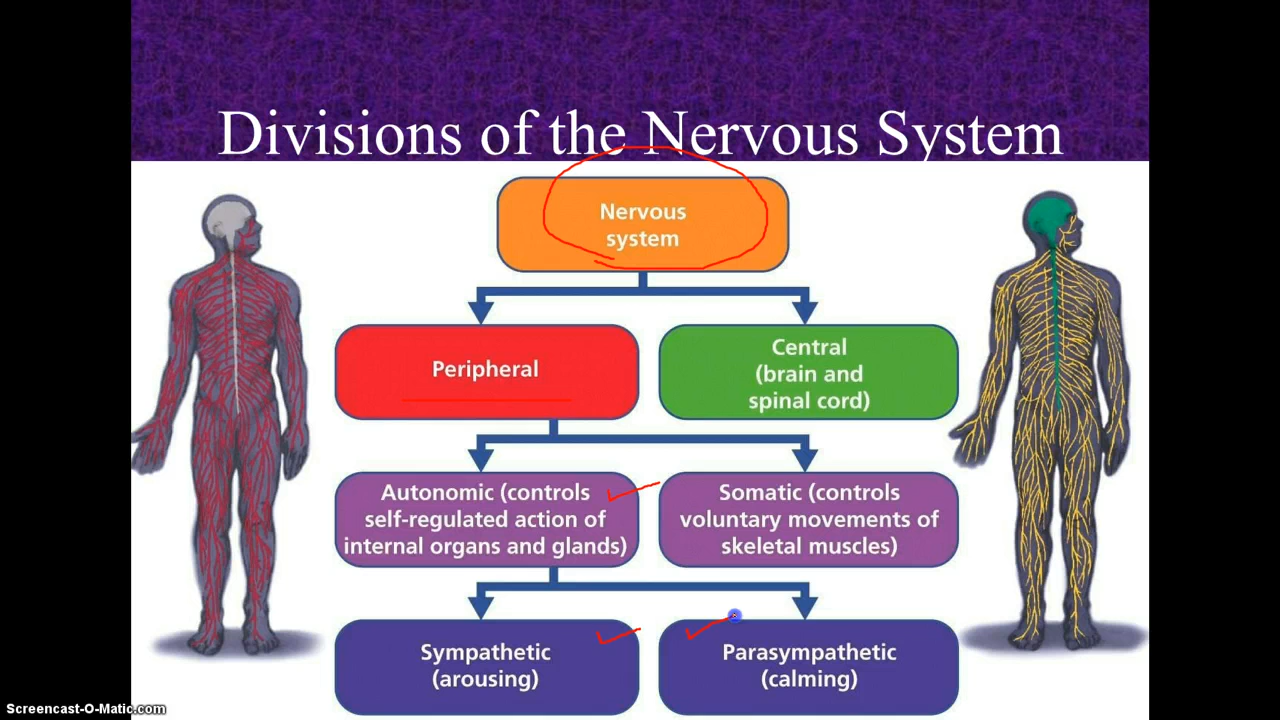 Divisions of the Nervous System
Nervous
system
Peripheral
Central
(brain and
spinal cord)
Autonomic (controls
self-regulated action of
internal organs and glands)
Somatic (controls
voluntary movements of
skeletal muscles)
Sympathetic
(arousing)
Parasympathetic
(calming)
Screencast-O-Matic.com